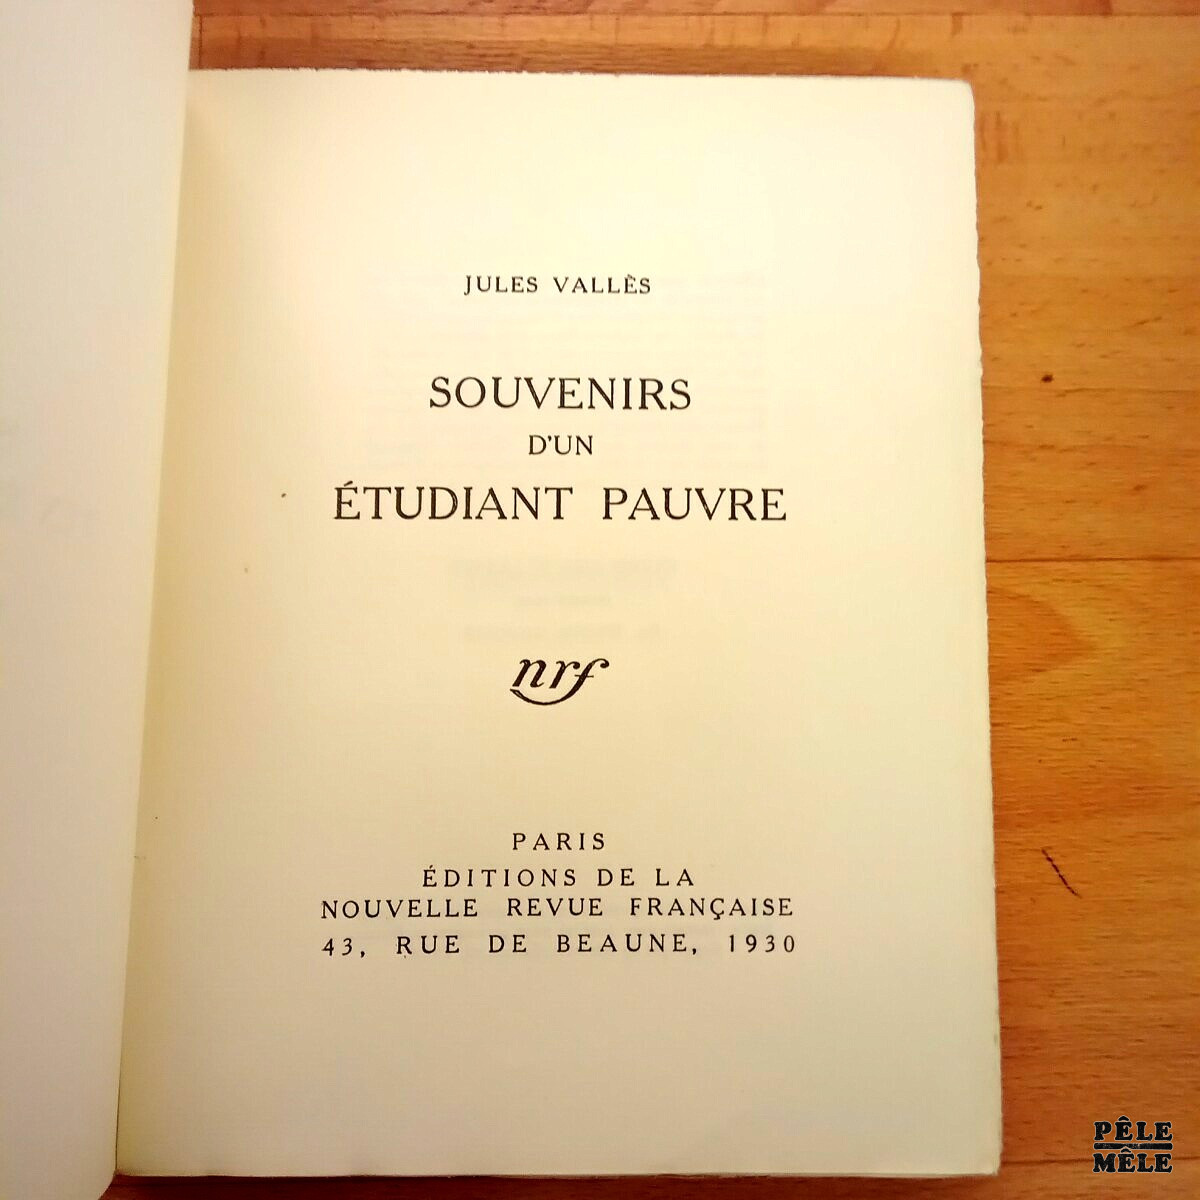 JULES VALLÈS
SOUVENIRS
D'UN
ÉTUDIANT PAUVRE
nrf
PARIS
ÉDITIONS DE LA
NOUVELLE REVUE FRANÇAISE
43, RUE DE BEAUNE, 1930
PÊLE
MÊLE